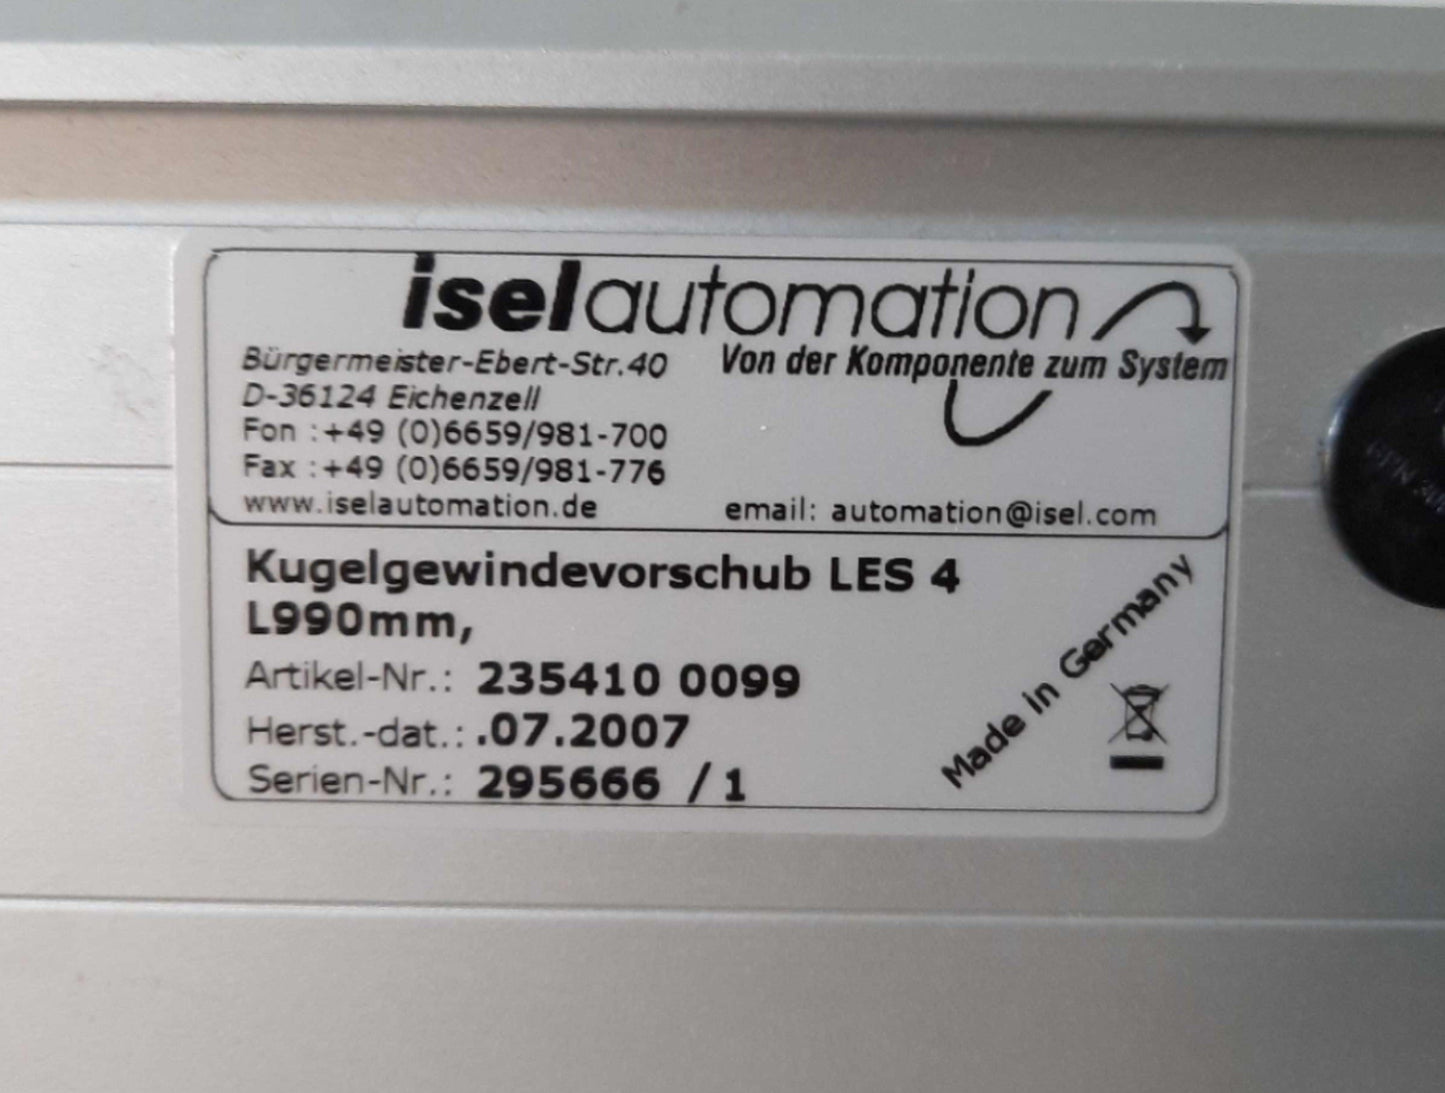 iselautomation
Bürgermeister-Ebert-Str.40 Von der Komponente zum System
D-36124 Eichenzell
Fon :+49 (0)6659/981-700
Fax :+49 (0)6659/981-776
www.iselautomation.de email: automation@isel.com
Kugelgewindevorschub LES 4
L990mm,
Artikel-Nr.: 235410 0099
Herst.-dat.: .07.2007
Serien-Nr.: 295666 /1
Made in Germany